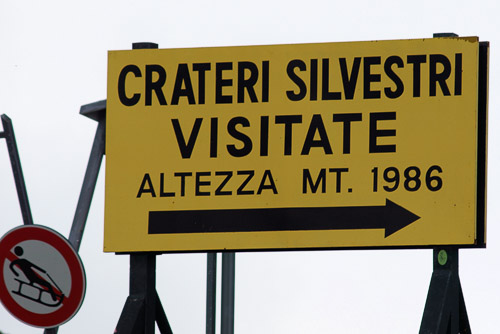 CRATERI SILVESTRI
VISITATE
ALTEZZA MT. 1986